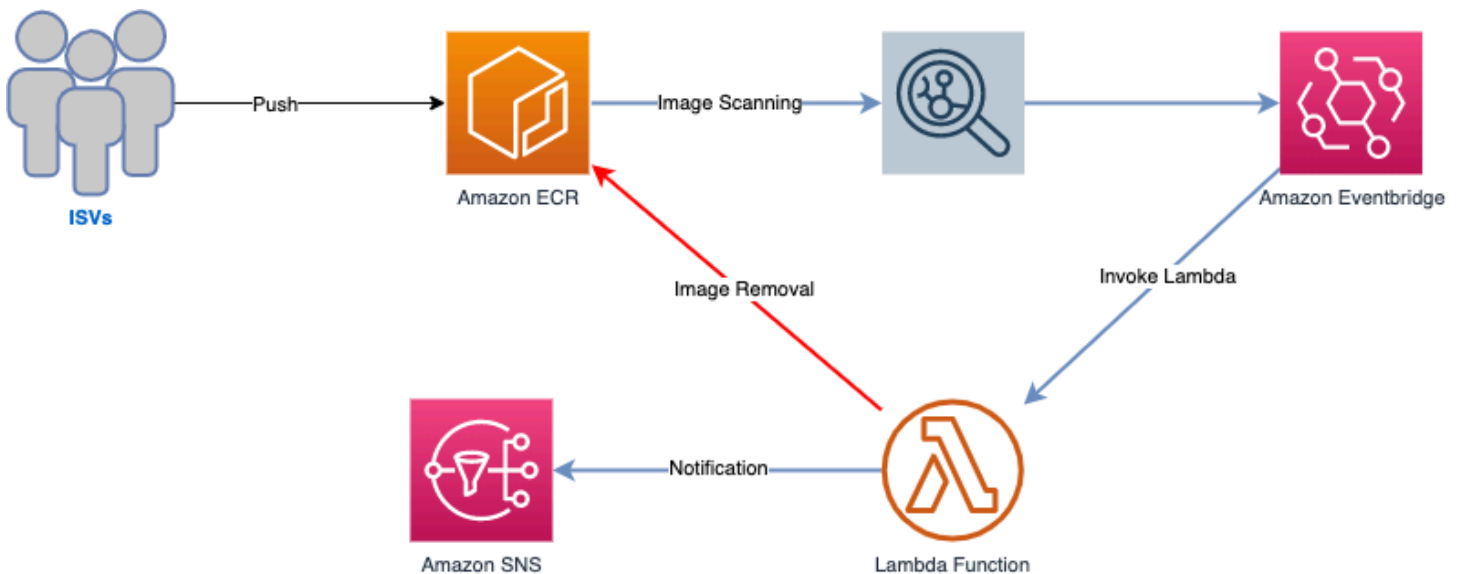 Push
Image Scanning
Amazon ECR
Amazon Eventbridge
ISVs
Invoke Lambda
Image Removal
Notification
Amazon SNS
Lambda Function